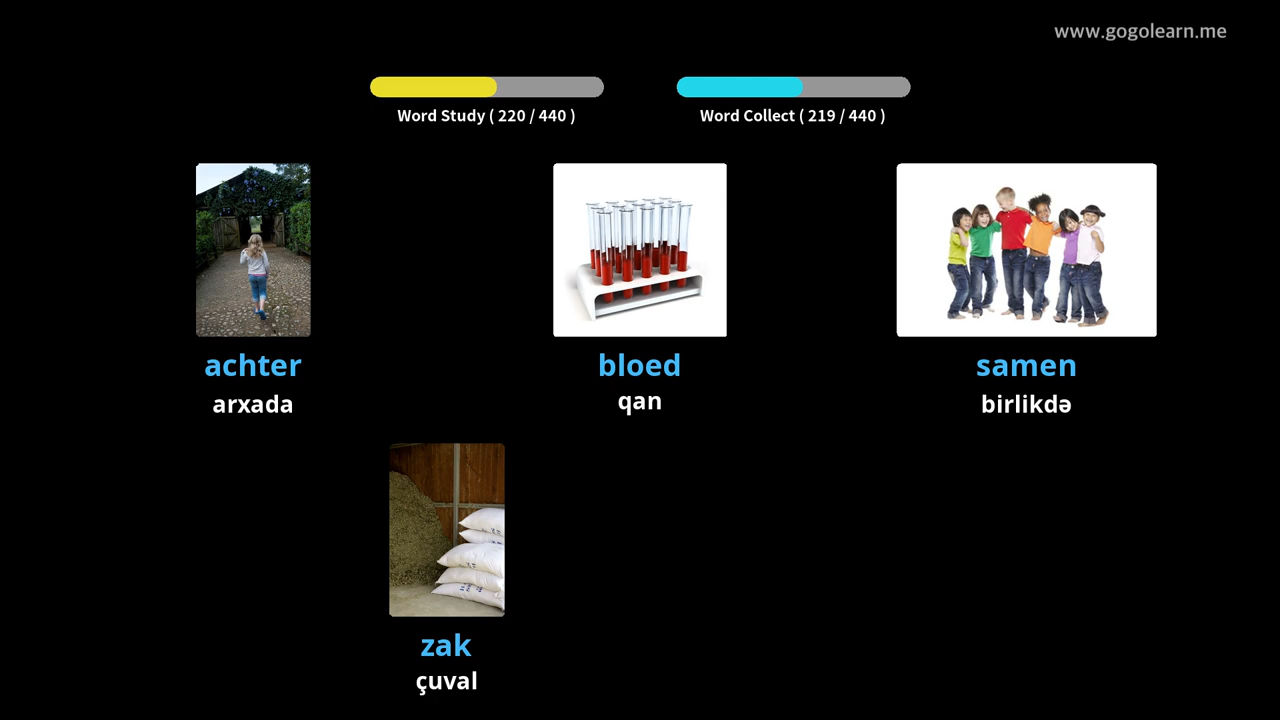 www.gogolearn.me
Word Study ( 220 / 440 )
Word Collect ( 219 / 440 )
achter
arxada
bloed
qan
samen
birlikdə
zak
çuval